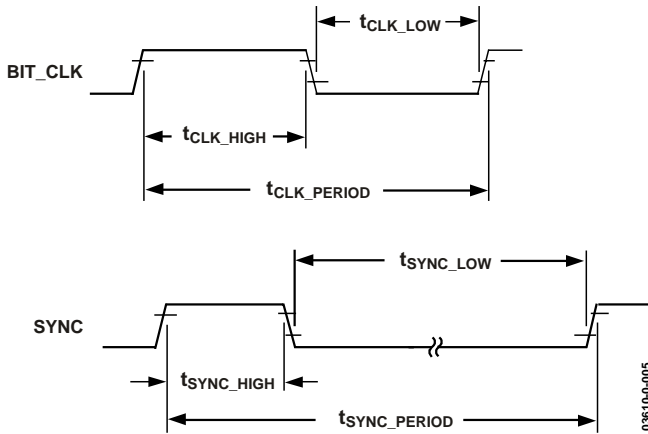 tCLK_LOW
BIT_CLK
tCLK_HIGH
tCLK_PERIOD
tSYNC_LOW
SYNC
tSYNC_HIGH
tSYNC_PERIOD
03610-0-005